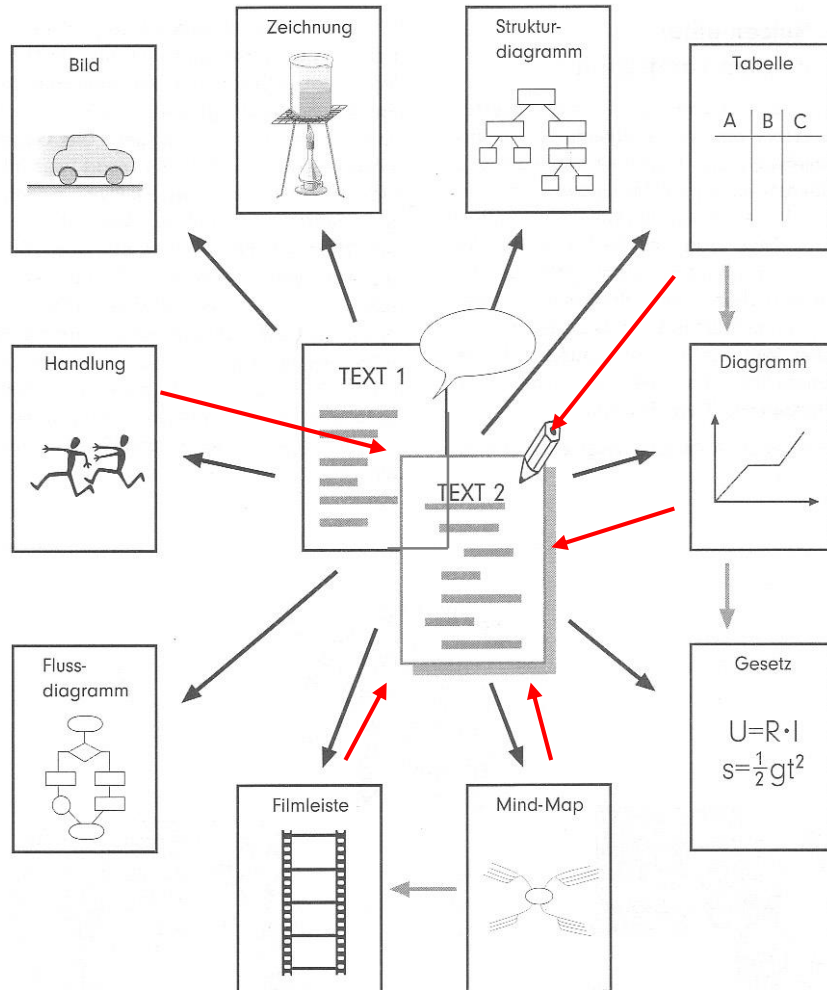 Zeichnung
Struktur-
diagramm
Bild
Tabelle
A B C
Handlung
TEXT 1
Diagramm
TEXT 2
Fluss-
diagramm
Gesetz
U=R·I
s=½gt²
Filmleiste
Mind-Map